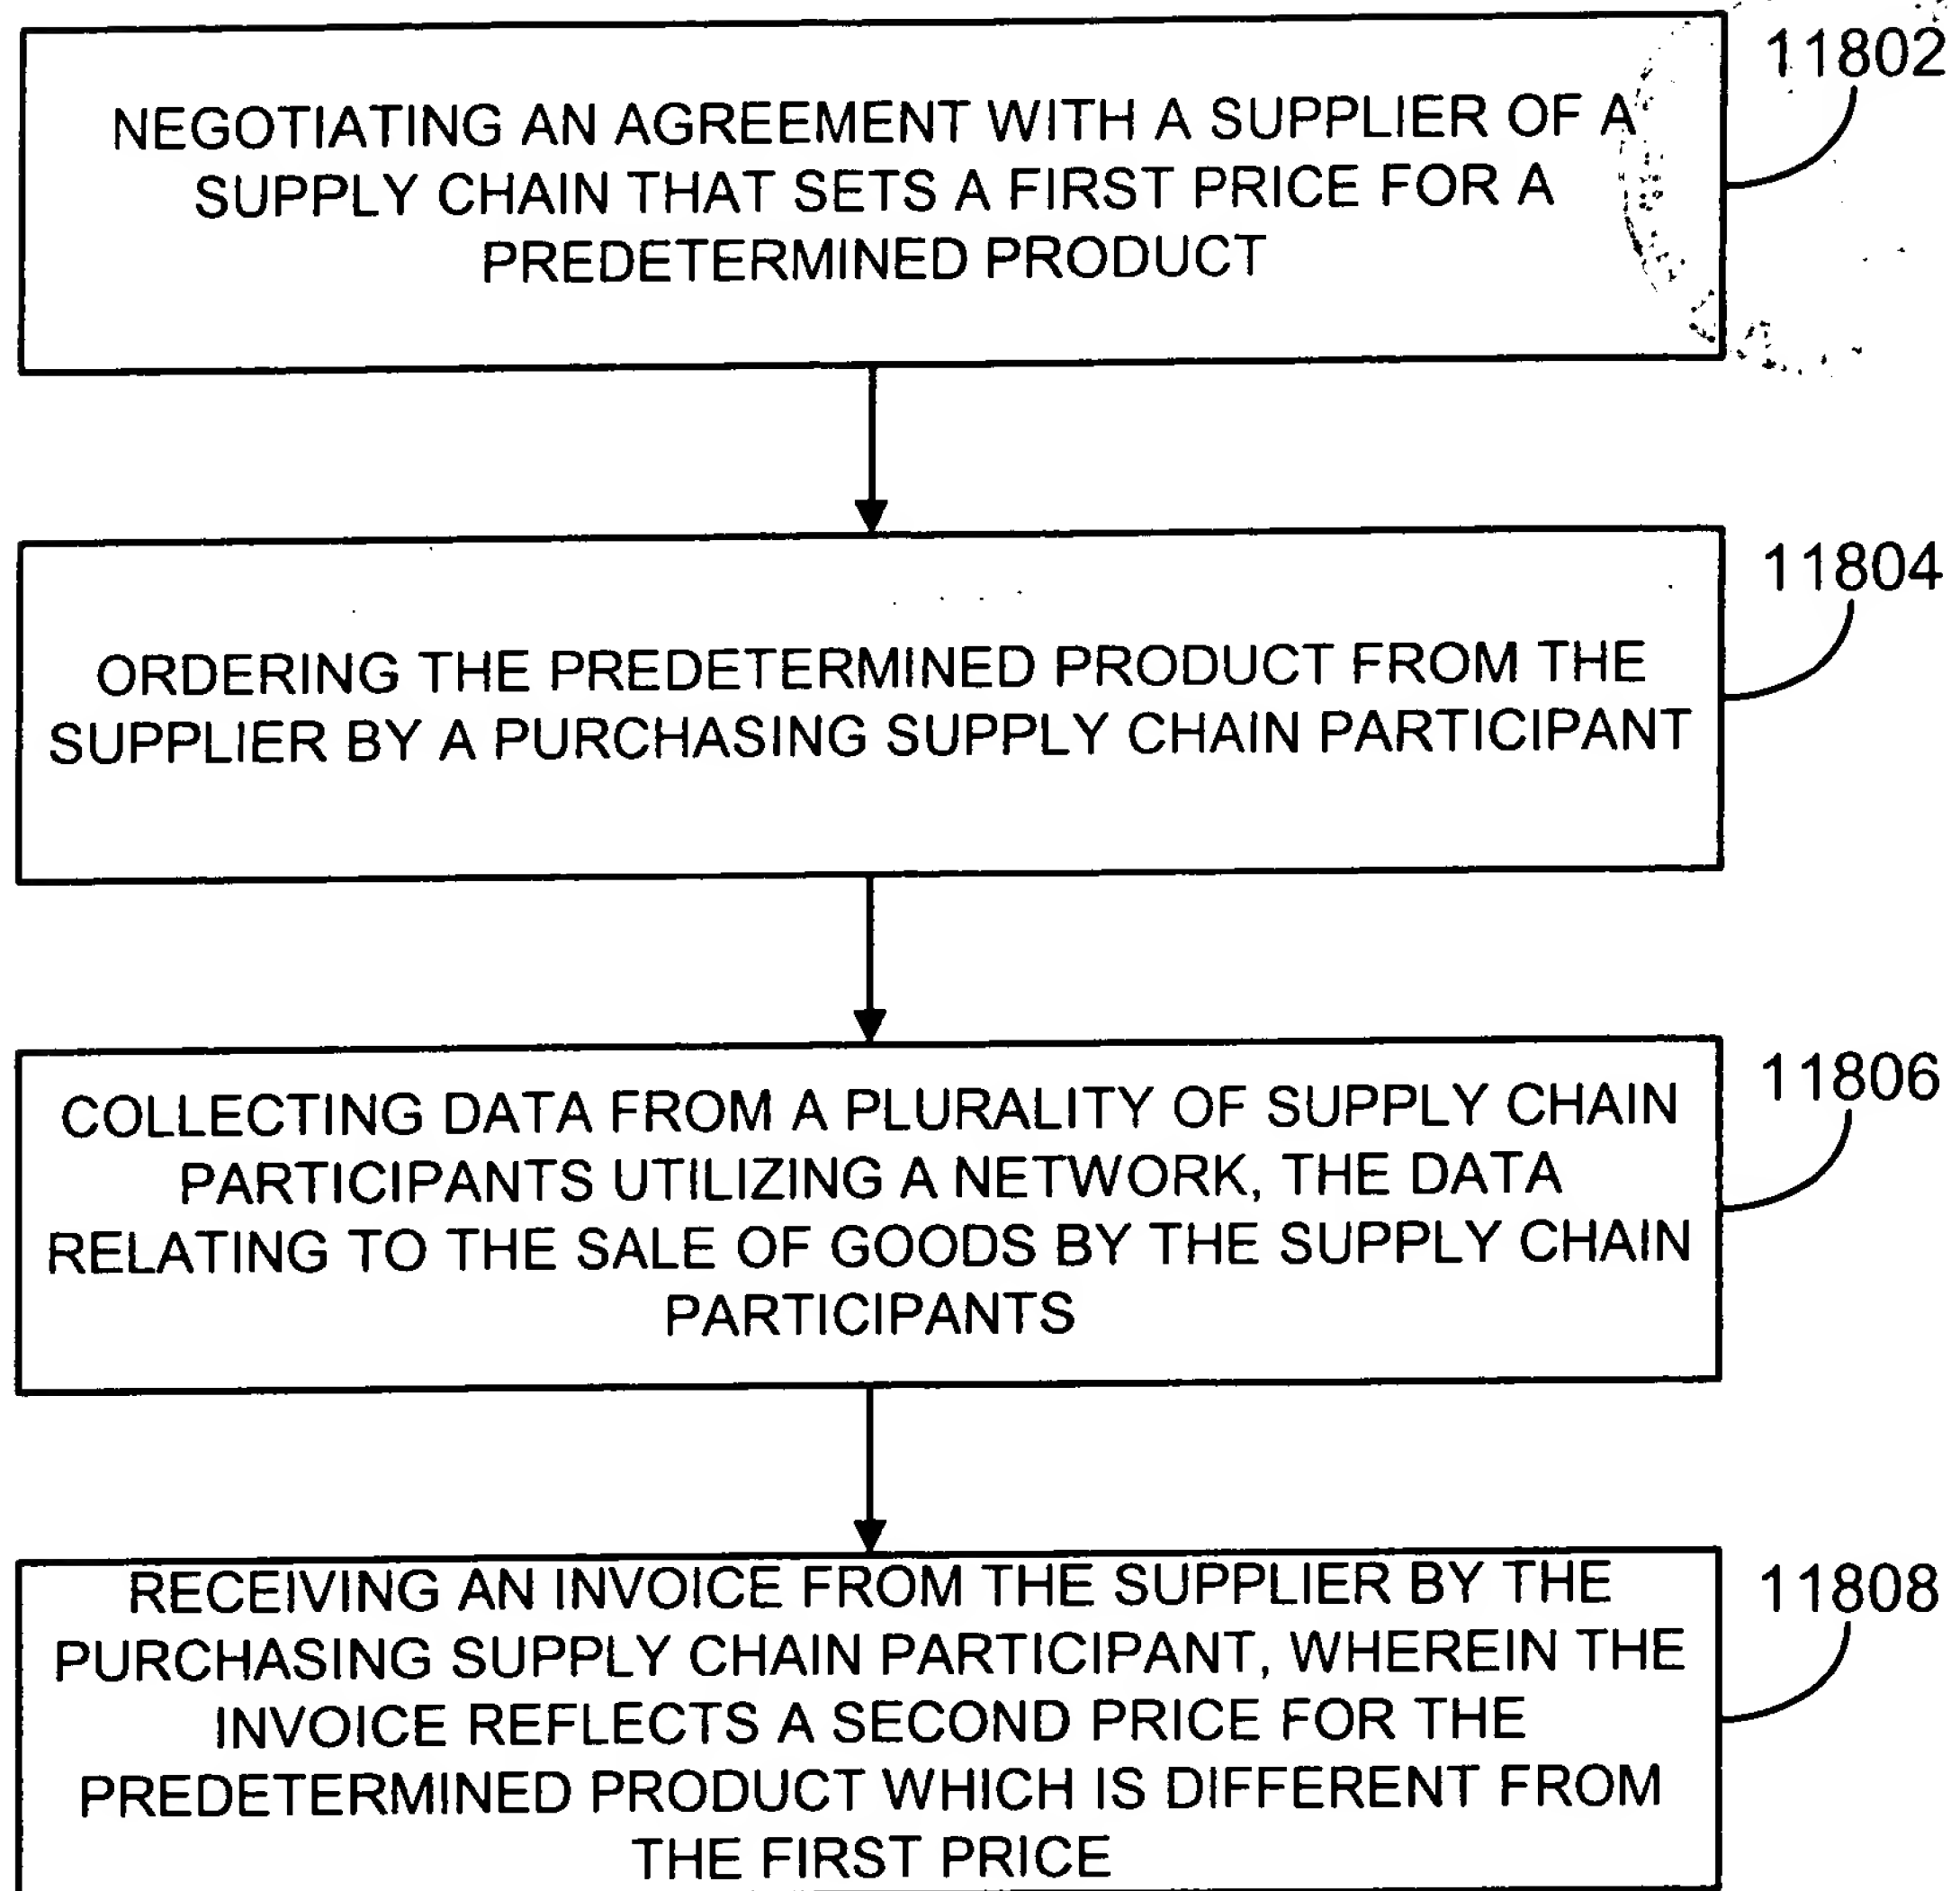 11802
NEGOTIATING AN AGREEMENT WITH A SUPPLIER OF A
SUPPLY CHAIN THAT SETS A FIRST PRICE FOR A
PREDETERMINED PRODUCT
11804
ORDERING THE PREDETERMINED PRODUCT FROM THE
SUPPLIER BY A PURCHASING SUPPLY CHAIN PARTICIPANT
11806
COLLECTING DATA FROM A PLURALITY OF SUPPLY CHAIN
PARTICIPANTS UTILIZING A NETWORK, THE DATA
RELATING TO THE SALE OF GOODS BY THE SUPPLY CHAIN
PARTICIPANTS
11808
RECEIVING AN INVOICE FROM THE SUPPLIER BY THE
PURCHASING SUPPLY CHAIN PARTICIPANT, WHEREIN THE
INVOICE REFLECTS A SECOND PRICE FOR THE
PREDETERMINED PRODUCT WHICH IS DIFFERENT FROM
THE FIRST PRICE